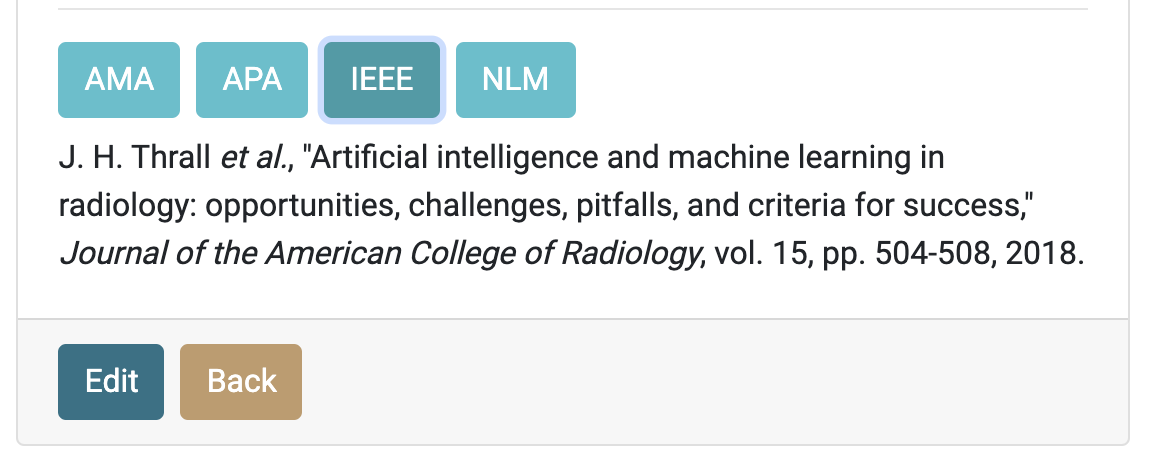 AMA APA IEEE NLM
J. H. Thrall et al., "Artificial intelligence and machine learning in
radiology: opportunities, challenges, pitfalls, and criteria for success,"
Journal of the American College of Radiology, vol. 15, pp. 504-508, 2018.
Edit Back